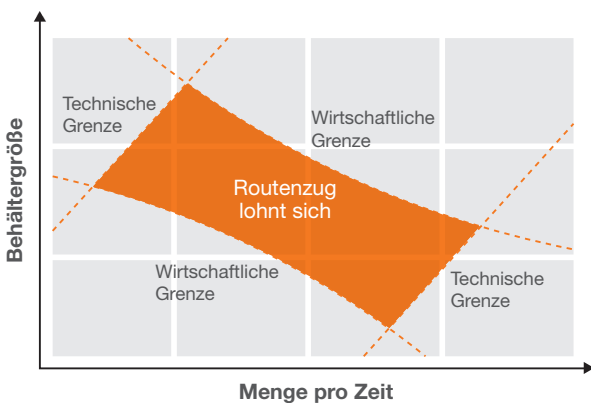 Technische
Grenze
Wirtschaftliche
Grenze
Routenzug
lohnt sich
Wirtschaftliche
Grenze
Technische
Grenze
Behältergröße
Menge pro Zeit